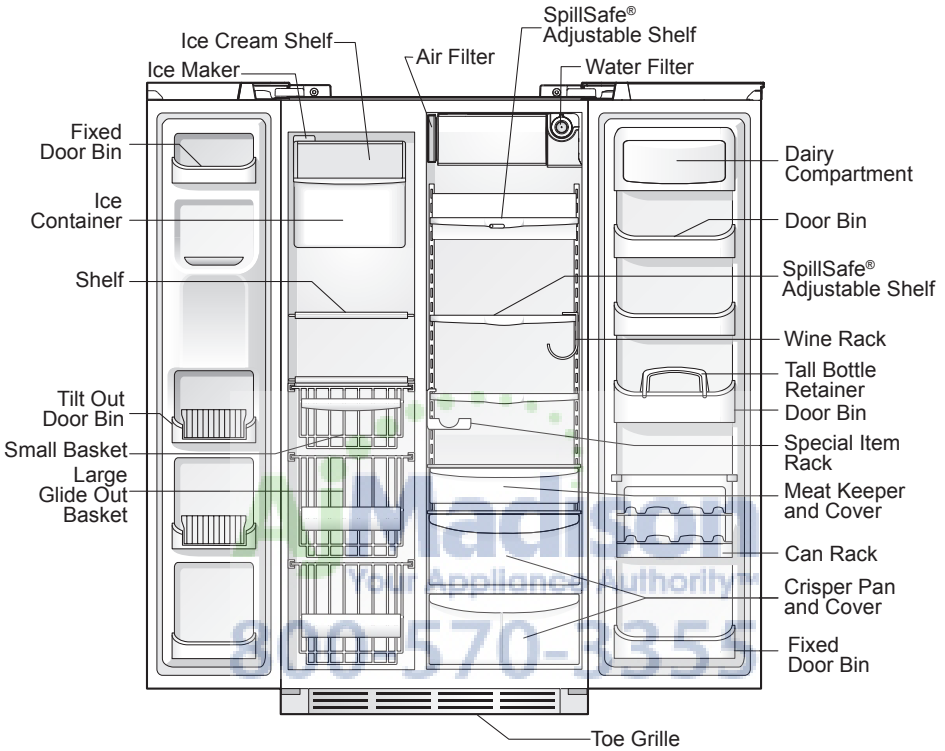 SpillSafe®
Adjustable Shelf
Ice Cream Shelf
Air Filter
Ice Maker
Water Filter
Fixed
Door Bin
Dairy
Compartment
Ice
Container
Door Bin
Shelf
SpillSafe®
Adjustable Shelf
Wine Rack
Tall Bottle
Retainer
Tilt Out
Door Bin
Door Bin
Small Basket
Special Item
Rack
Large
Glide Out
Basket
Meat Keeper
and Cover
AjMadison
Can Rack
Your Appliance Authority™
Crisper Pan
and Cover
800-570-3355
Fixed
Door Bin
Toe Grille